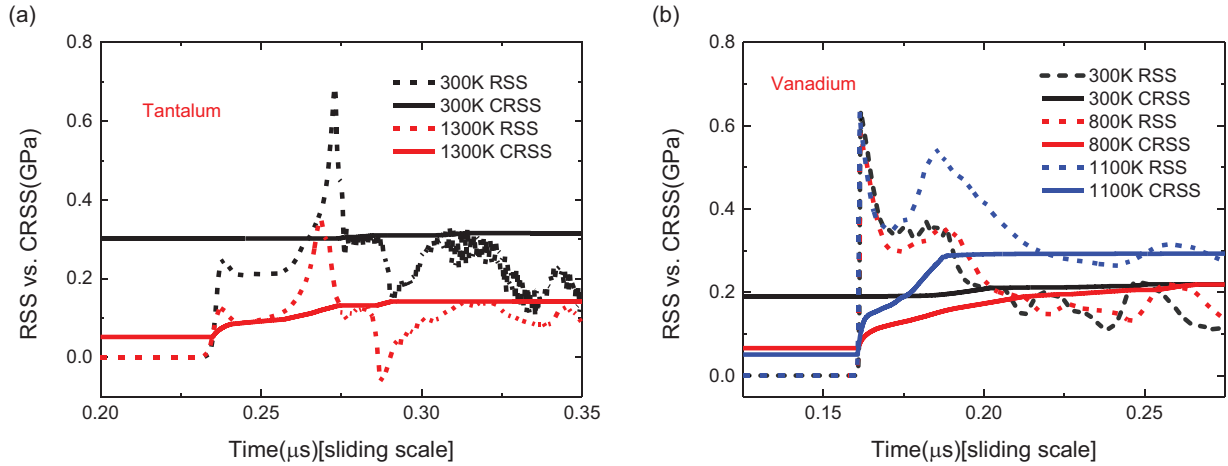 (a)
RSS vs. CRSS(GPa)
0.8
0.6
0.4
0.2
0.0
Tantalum
300K RSS
300K CRSS
1300K RSS
1300K CRSS
0.20
0.25
0.30
0.35
Time(μs)[sliding scale]
(b)
RSS vs. CRSS(GPa)
0.8
0.6
0.4
0.2
0.0
Vanadium
300K RSS
300K CRSS
800K RSS
800K CRSS
1100K RSS
1100K CRSS
0.15
0.20
0.25
Time(μs)[sliding scale]